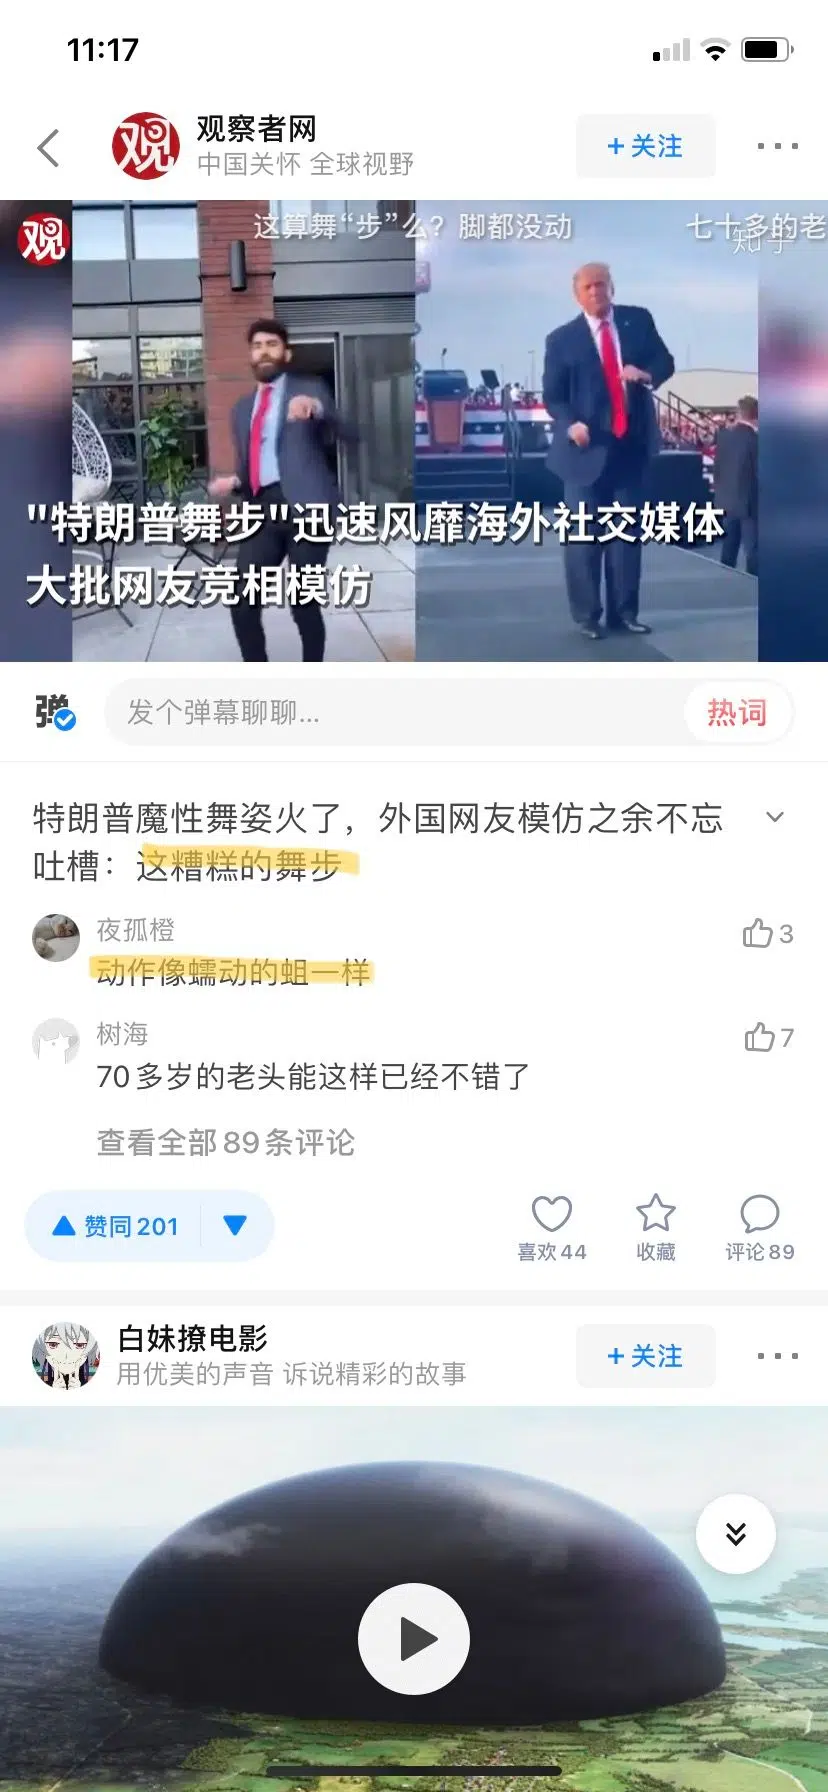 11:17
观
观察者网
中国关怀 全球视野
+ 关注
观
这算舞“步”么？脚都没动
七十多的老
知乎
"特朗普舞步"迅速风靡海外社交媒体
大批网友竞相模仿
弹
发个弹幕聊聊...
热词
特朗普魔性舞姿火了，外国网友模仿之余不忘
吐槽：这糟糕的舞步
夜孤橙
3
动作像蠕动的蛆一样
树海
7
70多岁的老头能这样已经不错了
查看全部89条评论
赞同 201
喜欢 44
收藏
评论 89
白妹撩电影
用优美的声音 诉说精彩的故事
+ 关注